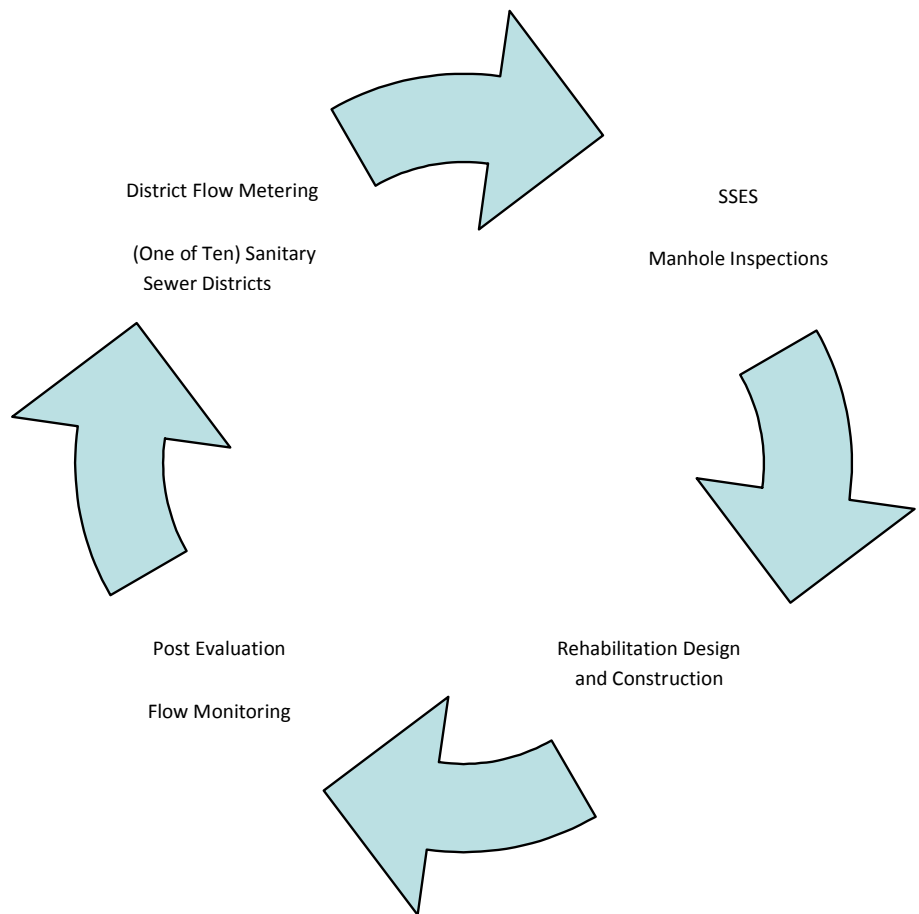 District Flow Metering
(One of Ten) Sanitary
Sewer Districts
SSES
Manhole Inspections
Rehabilitation Design
and Construction
Post Evaluation
Flow Monitoring